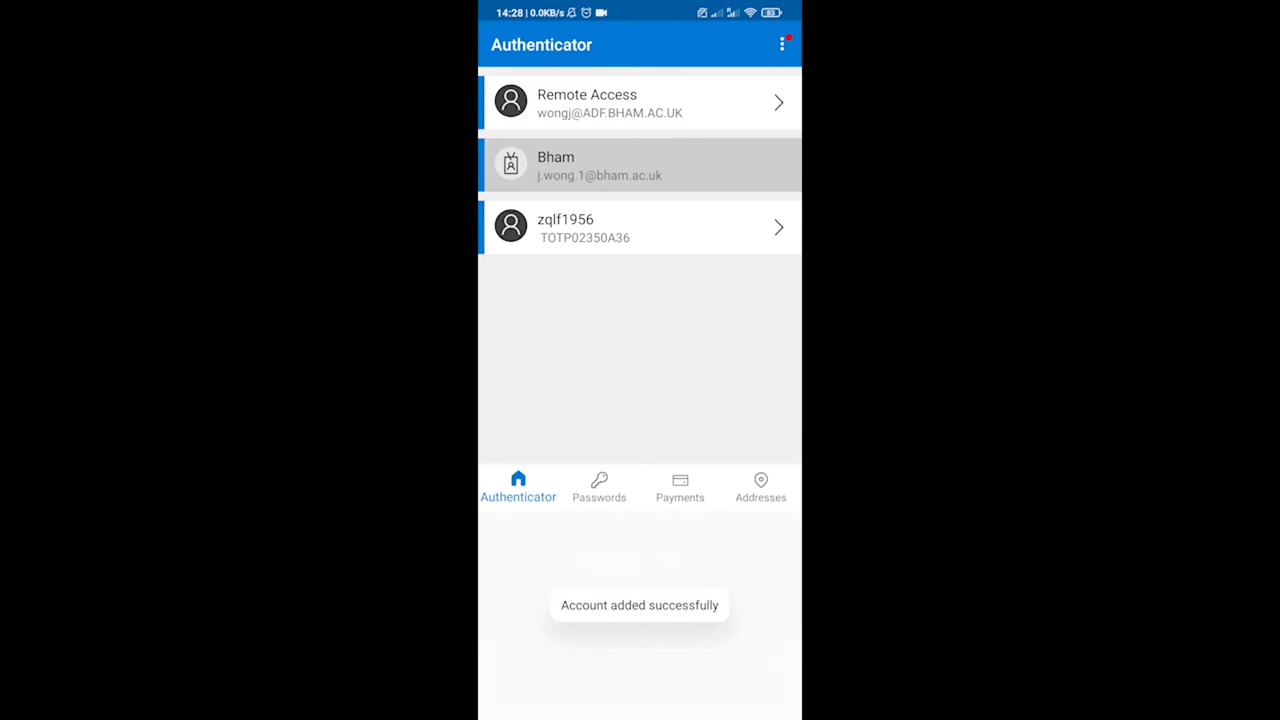 14:28 | 0.0KB/s 83
Authenticator
Remote Access
wongj@ADF.BHAM.AC.UK
Bham
j.wong.1@bham.ac.uk
zqlf1956
TOTP02350A36
Authenticator Passwords Payments Addresses
Account added successfully